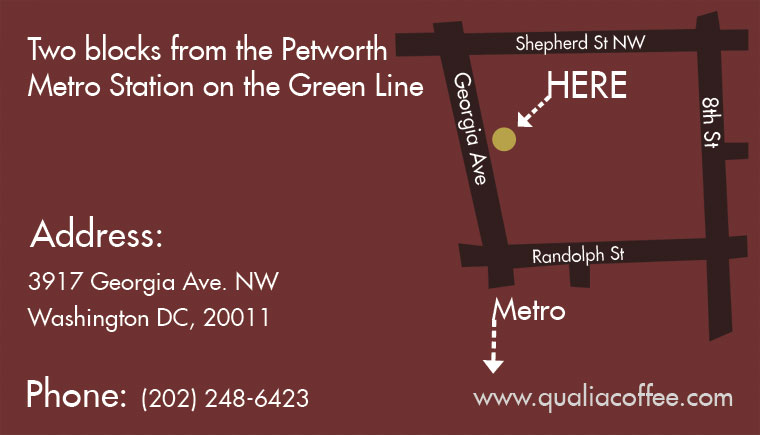 Two blocks from the Petworth
Metro Station on the Green Line
Shepherd St NW
HERE
Georgia Ave
8th St
Randolph St
Metro
Address:
3917 Georgia Ave. NW
Washington DC, 20011
Phone: (202) 248-6423
www.qualiacoffee.com